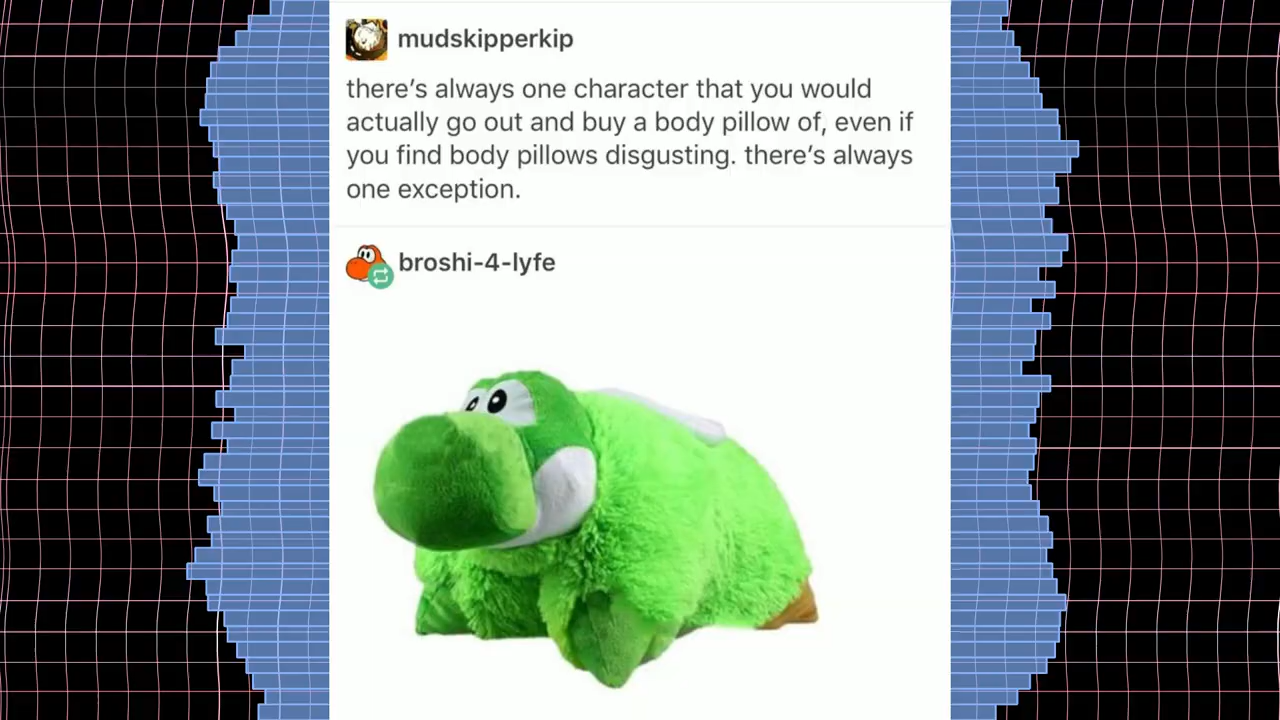 mudskipperkip
there’s always one character that you would
actually go out and buy a body pillow of, even if
you find body pillows disgusting. there’s always
one exception.
broshi-4-lyfe